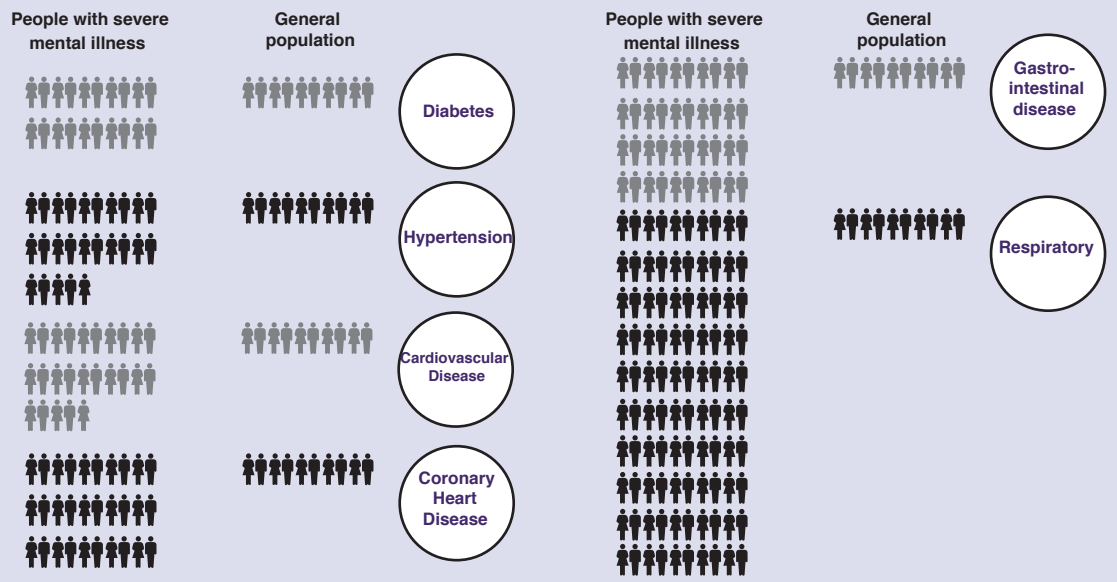 People with severe
mental illness
General
population
Diabetes
Hypertension
Cardiovascular
Disease
Coronary
Heart
Disease
People with severe
mental illness
General
population
Gastro-
intestinal
disease
Respiratory